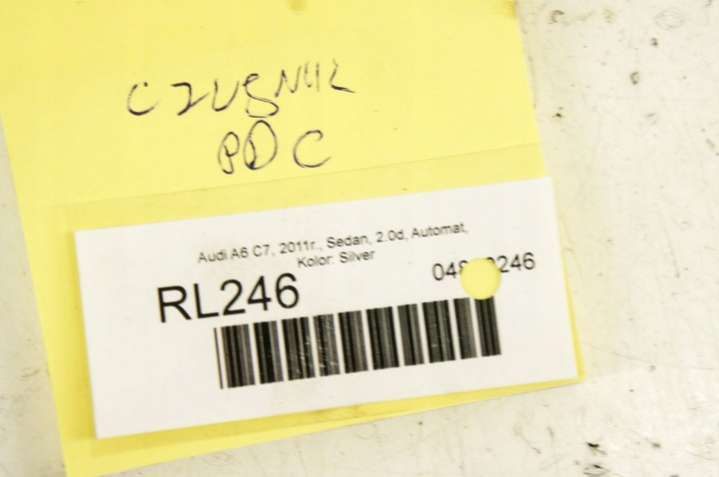 CZUJNIK
PDC
Audi A6 C7, 2011r., Sedan, 2.0d, Automat,
Kolor: Silver
RL246